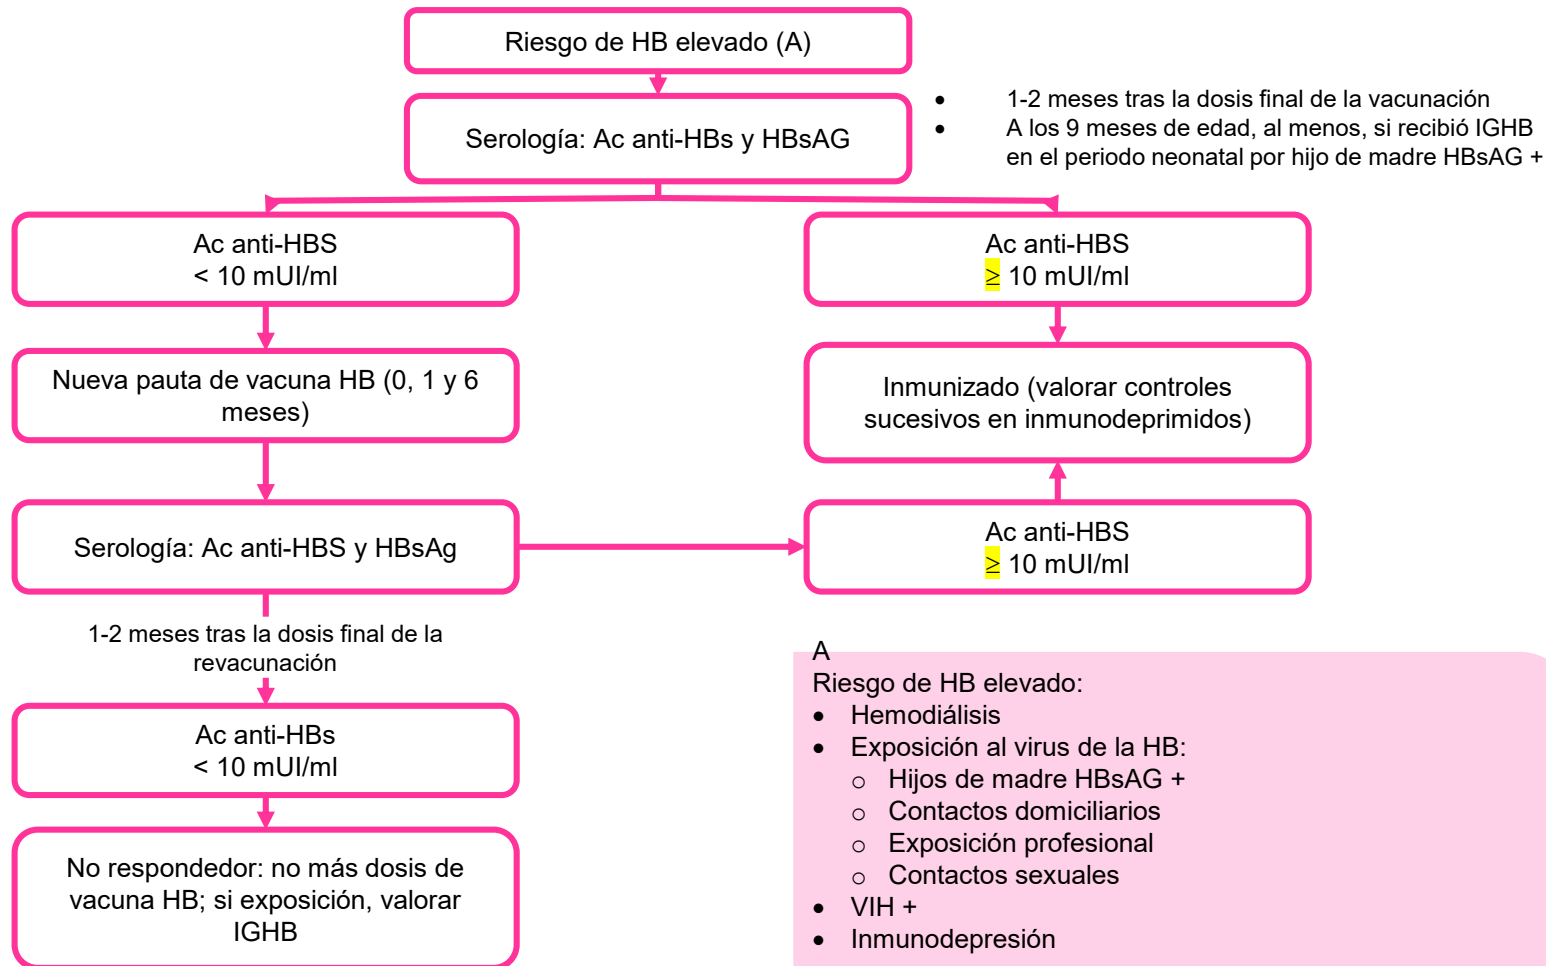 Riesgo de HB elevado (A)
Serología: Ac anti-HBs y HBsAG
• 1-2 meses tras la dosis final de la vacunación
• A los 9 meses de edad, al menos, si recibió IGHB
en el periodo neonatal por hijo de madre HBsAG +
Ac anti-HBS
< 10 mUI/ml
Ac anti-HBS
≥ 10 mUI/ml
Nueva pauta de vacuna HB (0, 1 y 6
meses)
Inmunizado (valorar controles
sucesivos en inmunodeprimidos)
Serología: Ac anti-HBS y HBsAg
Ac anti-HBS
≥ 10 mUI/ml
1-2 meses tras la dosis final de la
revacunación
Ac anti-HBs
< 10 mUI/ml
No respondedor: no más dosis de
vacuna HB; si exposición, valorar
IGHB
A
Riesgo de HB elevado:
• Hemodiálisis
• Exposición al virus de la HB:
o Hijos de madre HBsAG +
o Contactos domiciliarios
o Exposición profesional
o Contactos sexuales
• VIH +
• Inmunodepresión